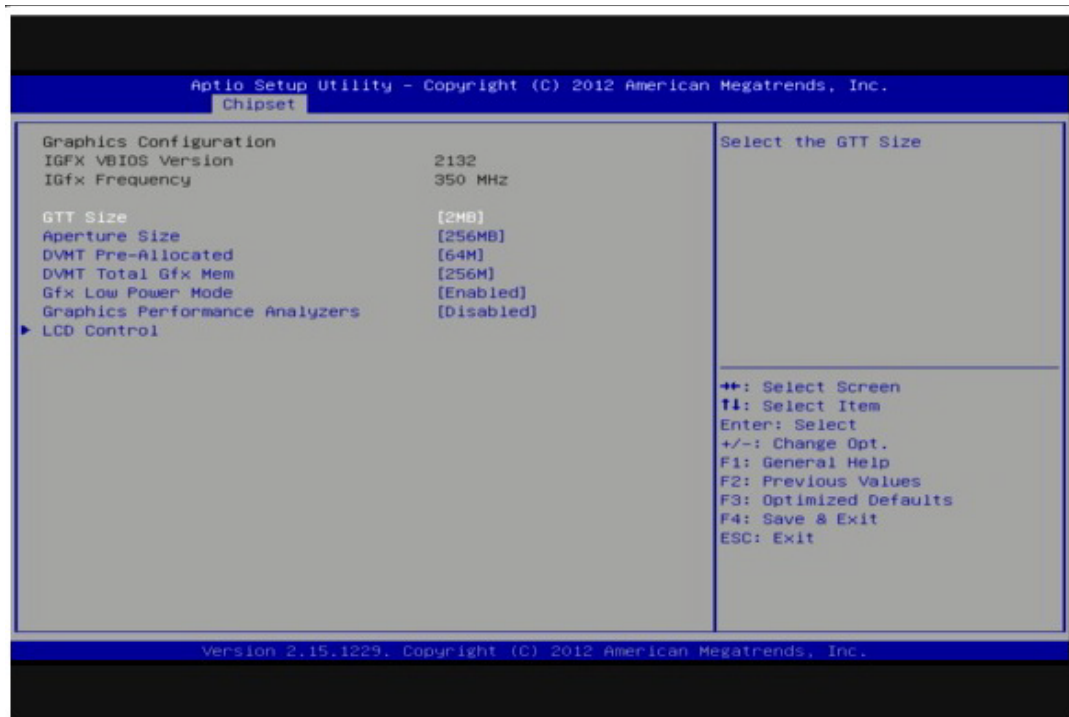 Aptio Setup Utility - Copyright (C) 2012 American Megatrends, Inc.
Chipset
Graphics Configuration
IGFX VBIOS Version 2132
IGfx Frequency 350 MHz
GTT Size [2MB]
Aperture Size [256MB]
DVMT Pre-Allocated [64M]
DVMT Total Gfx Mem [256M]
Gfx Low Power Mode [Enabled]
Graphics Performance Analyzers [Disabled]
► LCD Control
Select the GTT Size
→←: Select Screen
↑↓: Select Item
Enter: Select
+/-: Change Opt.
F1: General Help
F2: Previous Values
F3: Optimized Defaults
F4: Save & Exit
ESC: Exit
Version 2.15.1229. Copyright (C) 2012 American Megatrends, Inc.